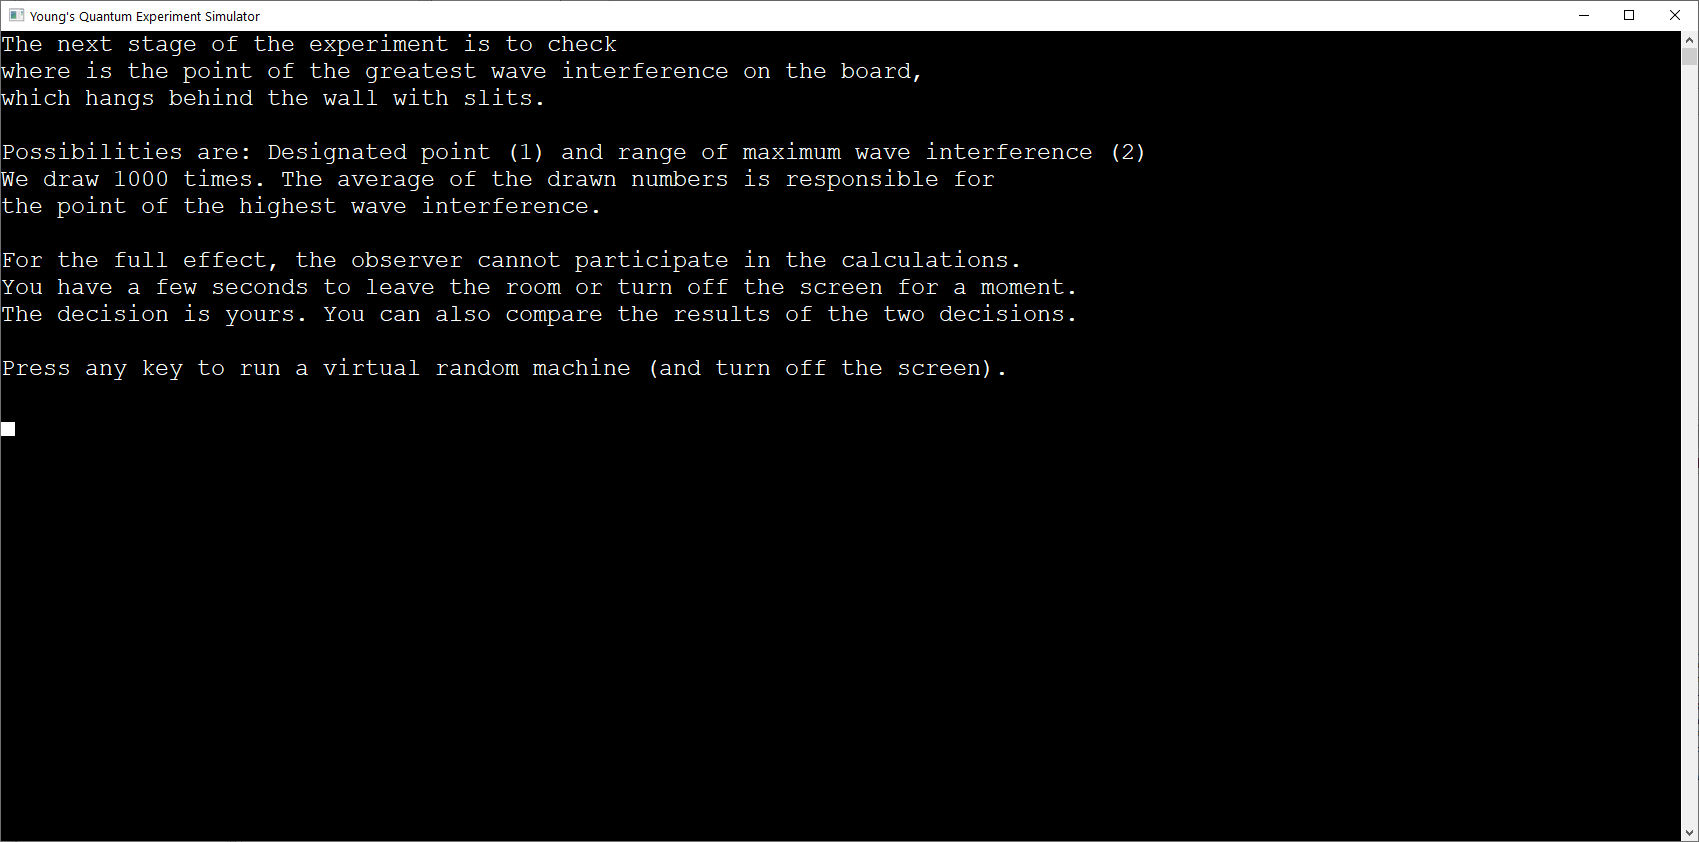 Young's Quantum Experiment Simulator
The next stage of the experiment is to check
where is the point of the greatest wave interference on the board,
which hangs behind the wall with slits.
Possibilities are: Designated point (1) and range of maximum wave interference (2)
We draw 1000 times. The average of the drawn numbers is responsible for
the point of the highest wave interference.
For the full effect, the observer cannot participate in the calculations.
You have a few seconds to leave the room or turn off the screen for a moment.
The decision is yours. You can also compare the results of the two decisions.
Press any key to run a virtual random machine (and turn off the screen).